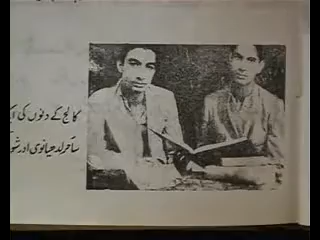 کالج کے دنوں کی
ساحر لدھیانوی اور